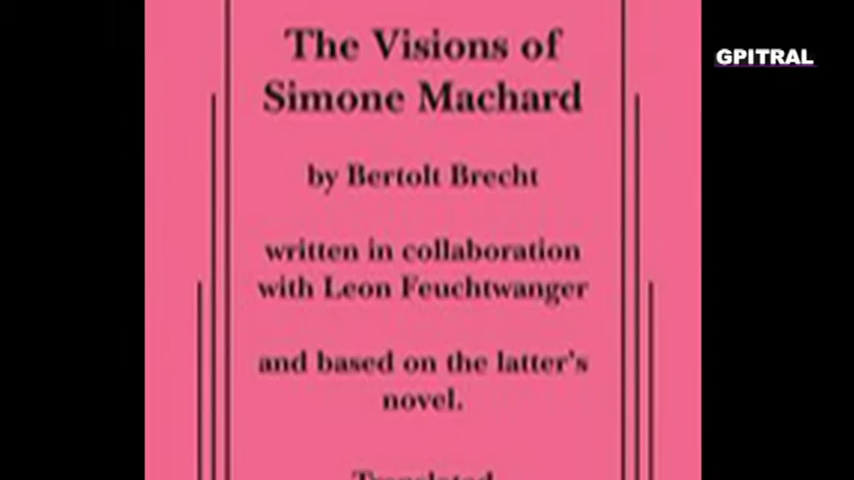 The Visions of
Simone Machard
by Bertolt Brecht
written in collaboration
with Leon Feuchtwanger
and based on the latter's
novel.
Translated
GPITRAL